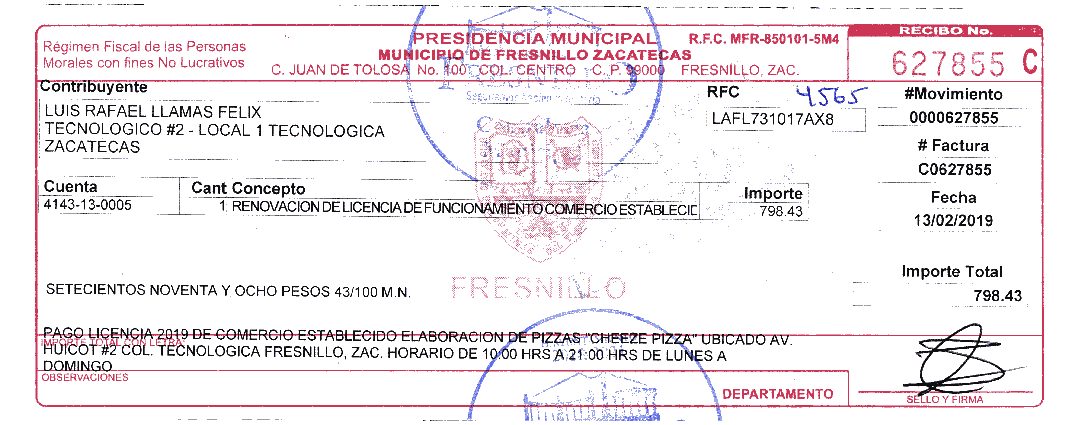 Régimen Fiscal de las Personas
Morales con fines No Lucrativos
PRESIDENCIA MUNICIPAL
MUNICIPIO DE FRESNILLO ZACATECAS
C. JUAN DE TOLOSA No. 100 COL. CENTRO C. P. 99000 FRESNILLO, ZAC.
R.F.C. MFR-850101-5M4
RECIBO No.
627855 C
Contribuyente
LUIS RAFAEL LLAMAS FELIX
TECNOLOGICO #2 - LOCAL 1 TECNOLOGICA
ZACATECAS
RFC
4565
LAFL731017AX8
#Movimiento
0000627855
# Factura
C0627855
Fecha
13/02/2019
Cuenta
Cant Concepto
Importe
4143-13-0005
1 RENOVACION DE LICENCIA DE FUNCIONAMIENTO COMERCIO ESTABLECID
798.43
Importe Total
798.43
FRESNILLO
SETECIENTOS NOVENTA Y OCHO PESOS 43/100 M.N.
PAGO LICENCIA 2019 DE COMERCIO ESTABLECIDO ELABORACION DE PIZZAS "CHEEZE PIZZA" UBICADO AV.
IMPORTE TOTAL CON LETRA:
HUICOT #2 COL. TECNOLOGICA FRESNILLO, ZAC. HORARIO DE 10:00 HRS A 21:00 HRS DE LUNES A
DOMINGO
OBSERVACIONES
DEPARTAMENTO
SELLO Y FIRMA